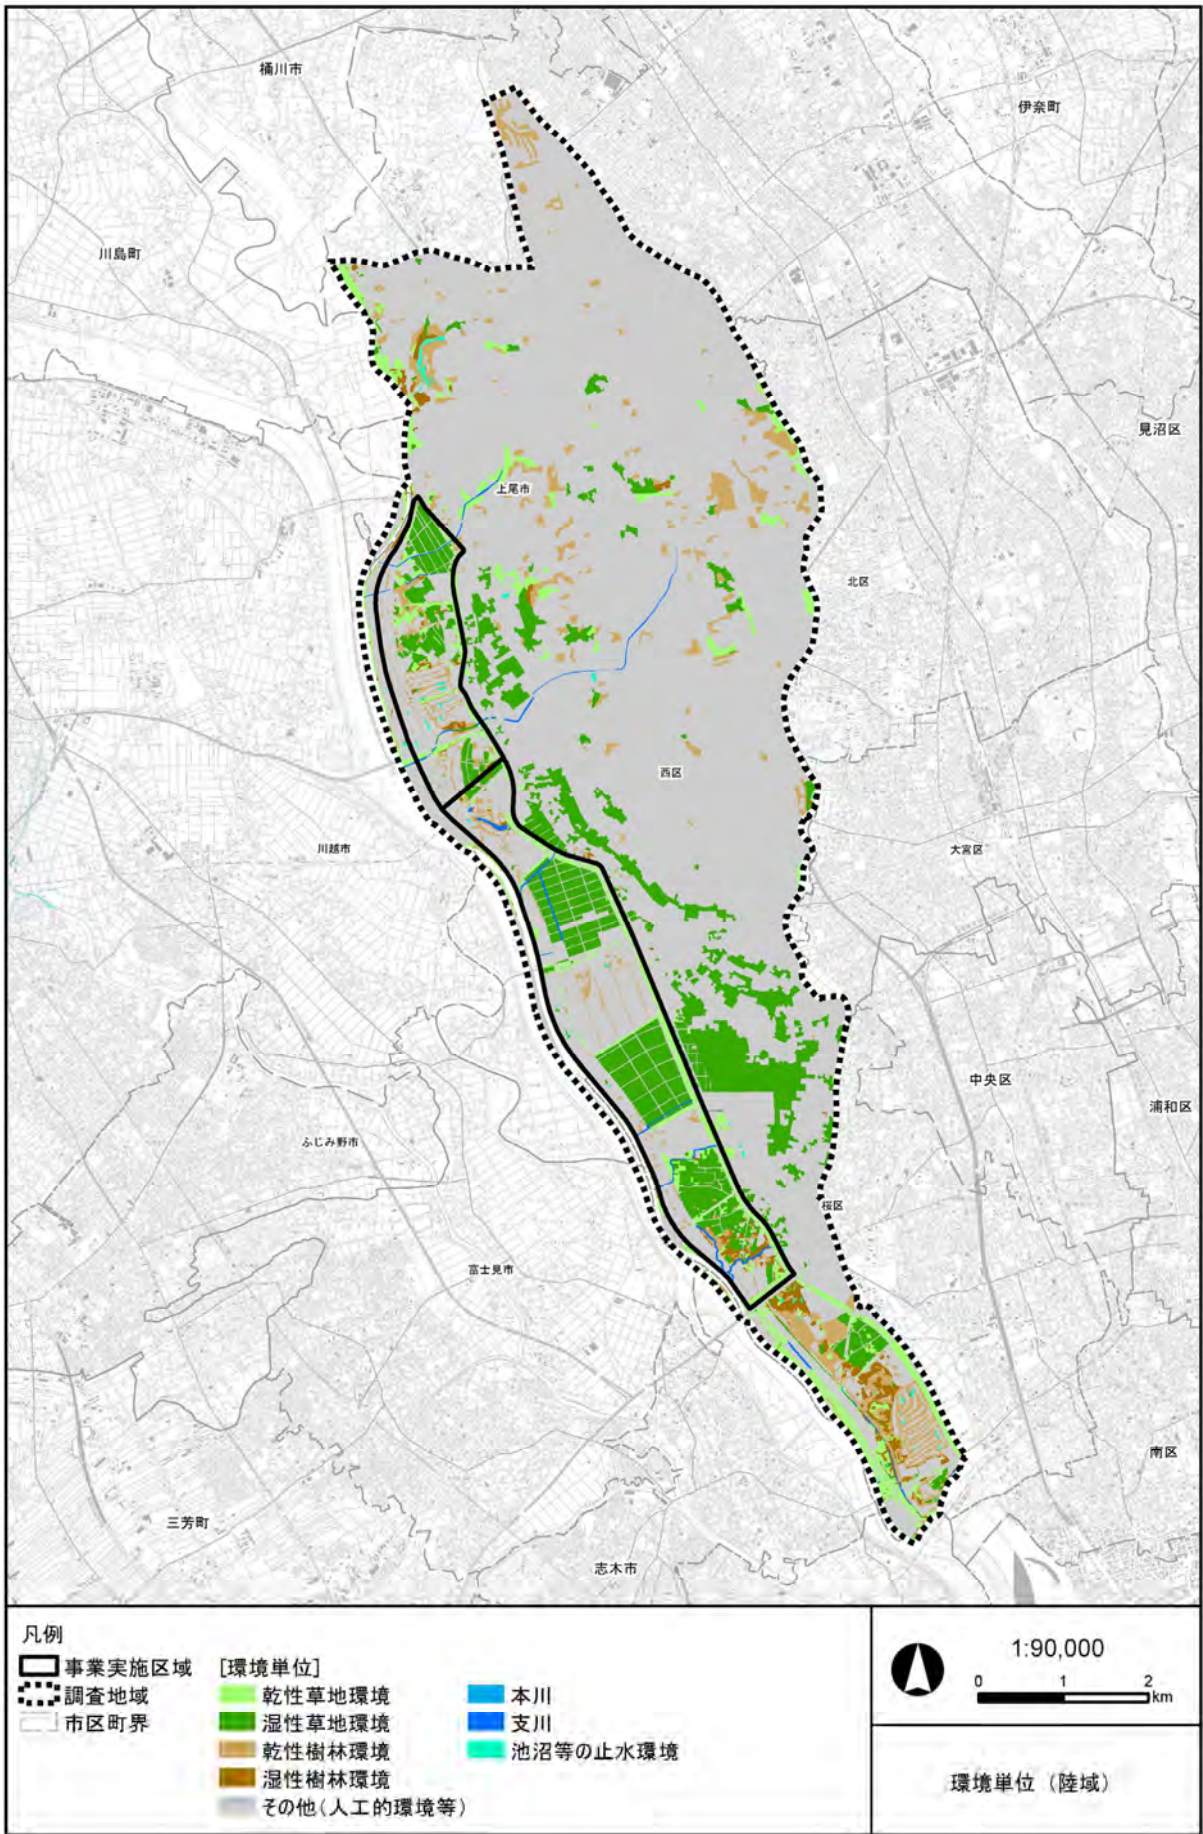 桶川市
伊奈町
川島町
見沼区
上尾市
北区
西区
川越市
大宮区
中央区
浦和区
ふじみ野市
桜区
富士見市
南区
三芳町
志木市
凡例
事業実施区域
調査地域
市区町界
[環境単位]
乾性草地環境
湿性草地環境
乾性樹林環境
湿性樹林環境
その他(人工的環境等)
本川
支川
池沼等の止水環境
1:90,000
0 1 2
km
環境単位（陸域）